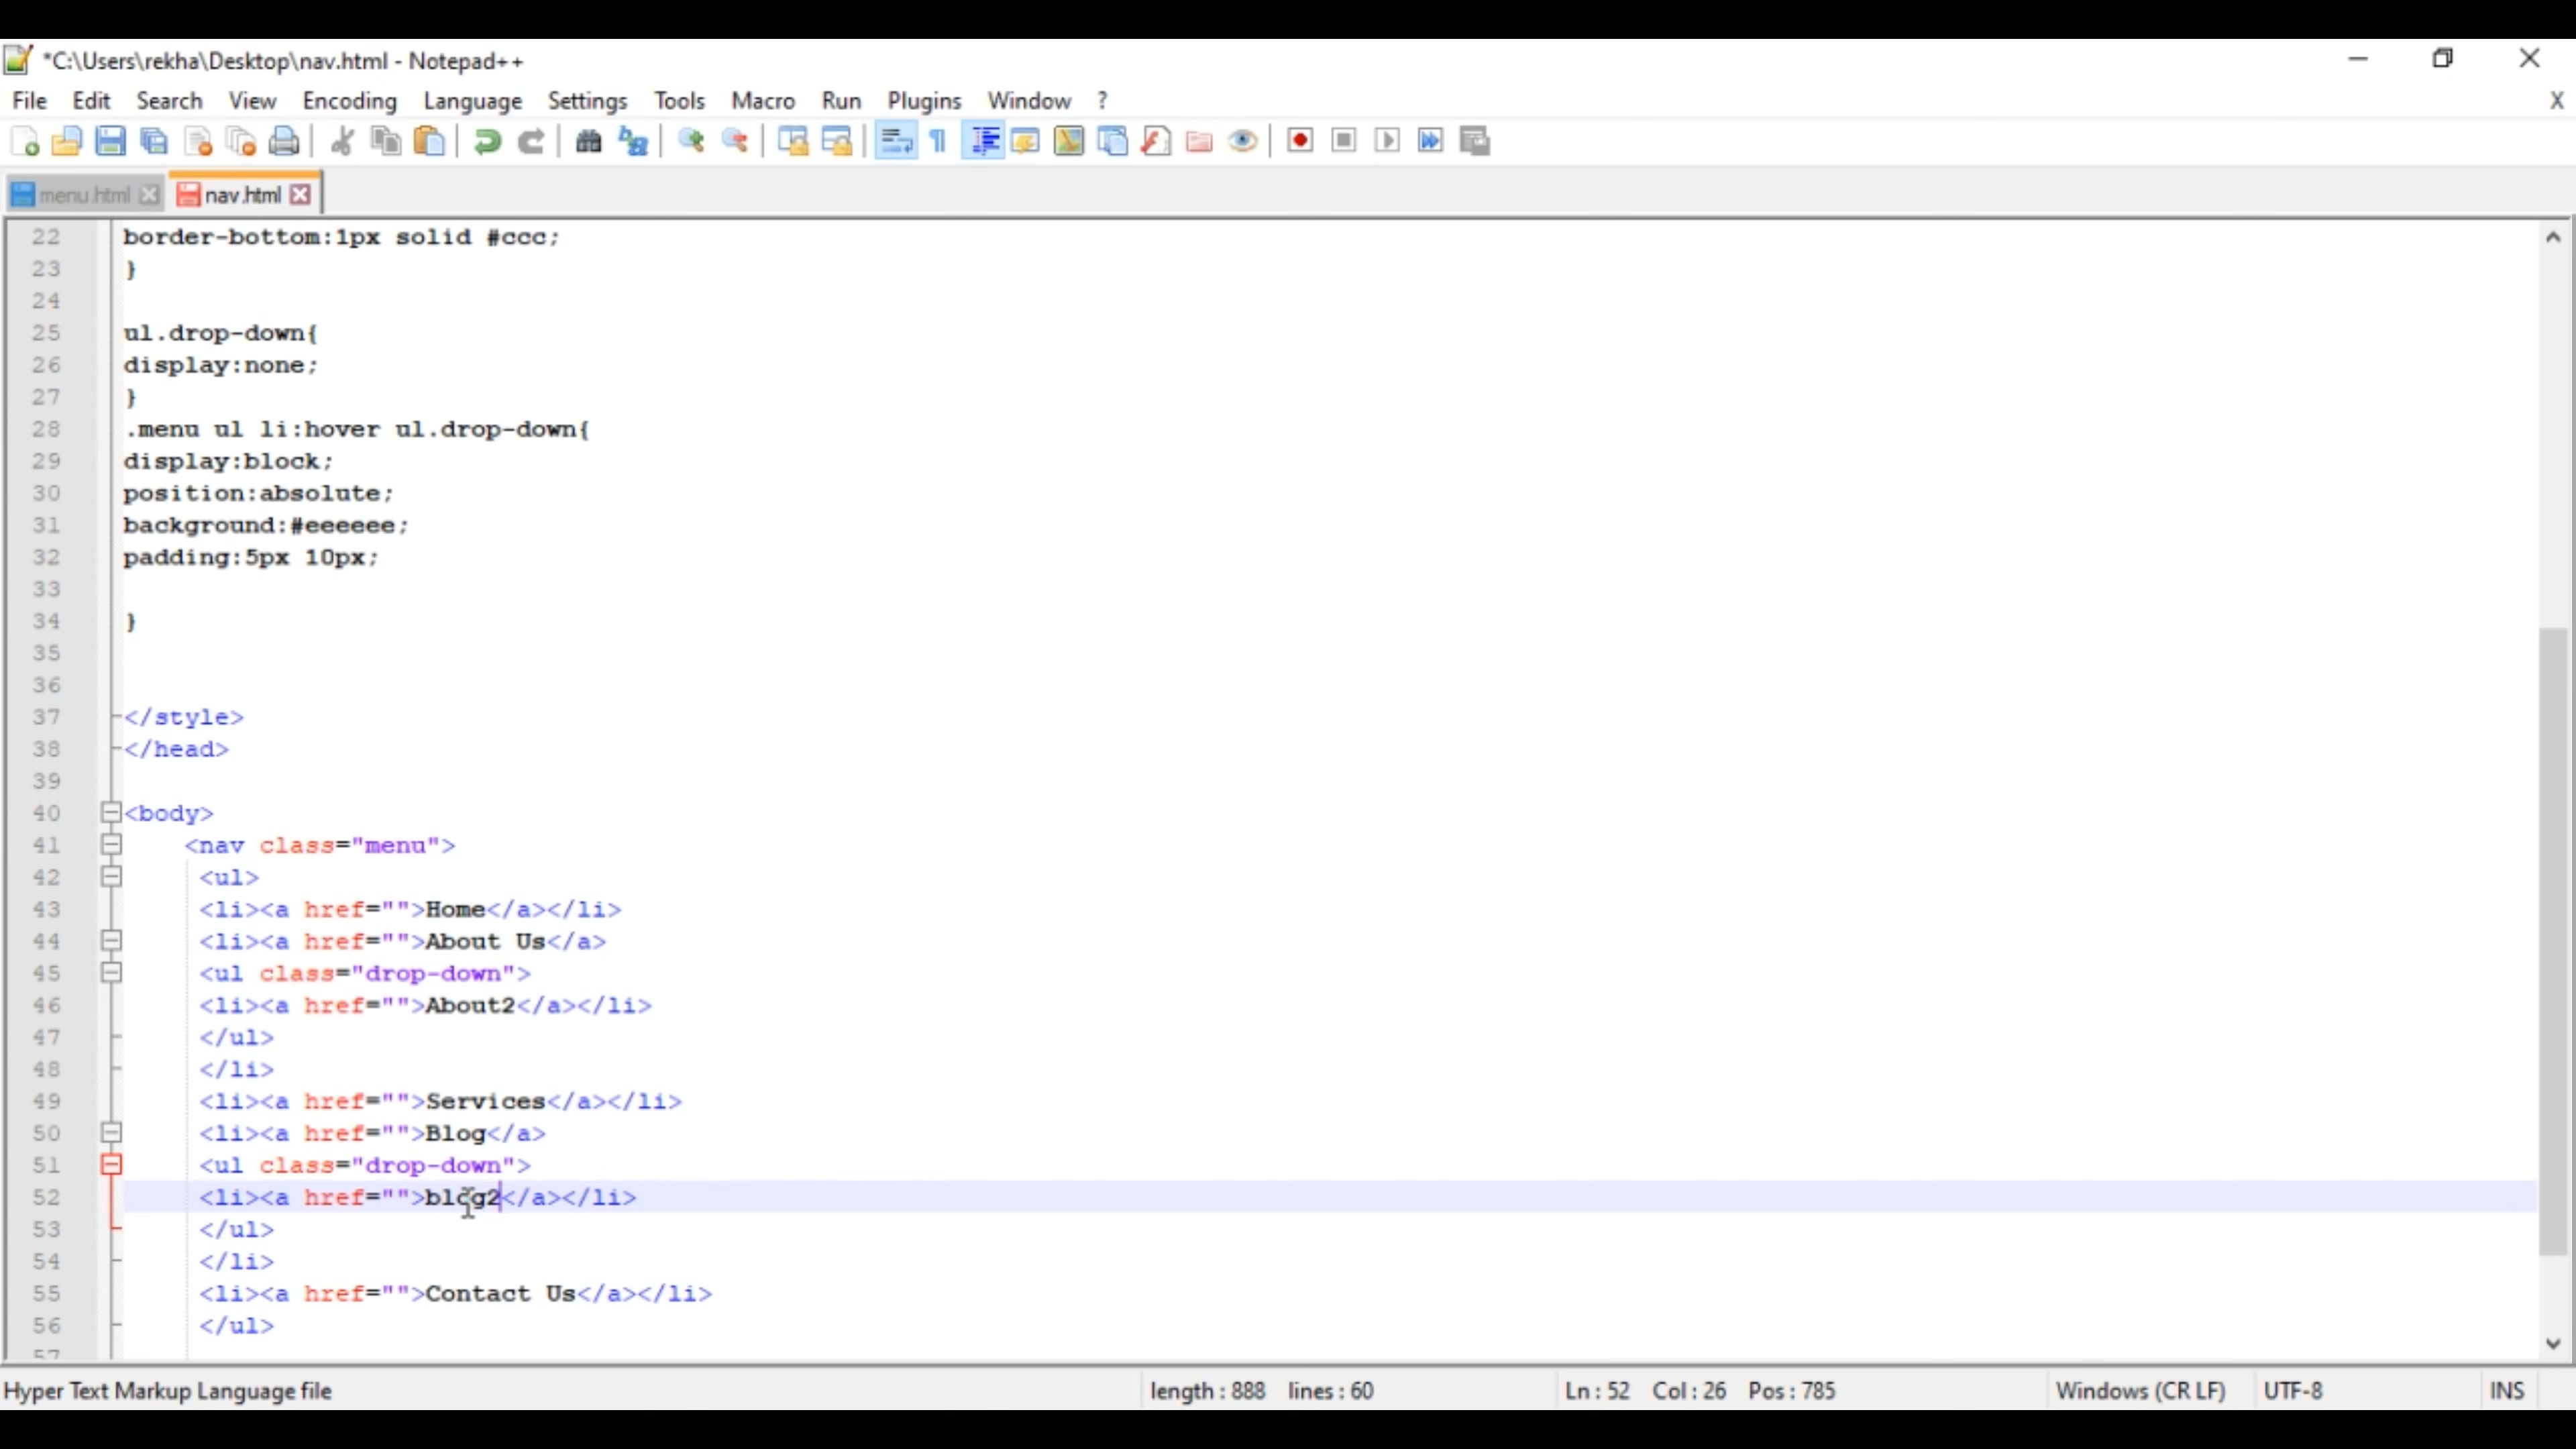 *C:\Users\rekha\Desktop\nav.html - Notepad++
File Edit Search View Encoding Language Settings Tools Macro Run Plugins Window ? X
menu.html nav.html
22 border-bottom:1px solid #ccc;
23 }
24
25 ul.drop-down{
26 display:none;
27 }
28 .menu ul li:hover ul.drop-down{
29 display:block;
30 position:absolute;
31 background:#eeeeee;
32 padding:5px 10px;
33
34 }
35
36
37 </style>
38 </head>
39
40 <body>
41 <nav class="menu">
42 <ul>
43 <li><a href="">Home</a></li>
44 <li><a href="">About Us</a>
45 <ul class="drop-down">
46 <li><a href="">About2</a></li>
47 </ul>
48 </li>
49 <li><a href="">Services</a></li>
50 <li><a href="">Blog</a>
51 <ul class="drop-down">
52 <li><a href="">blog2</a></li>
53 </ul>
54 </li>
55 <li><a href="">Contact Us</a></li>
56 </ul>
57
Hyper Text Markup Language file length : 888 lines : 60 Ln : 52 Col : 26 Pos : 785 Windows (CR LF) UTF-8 INS